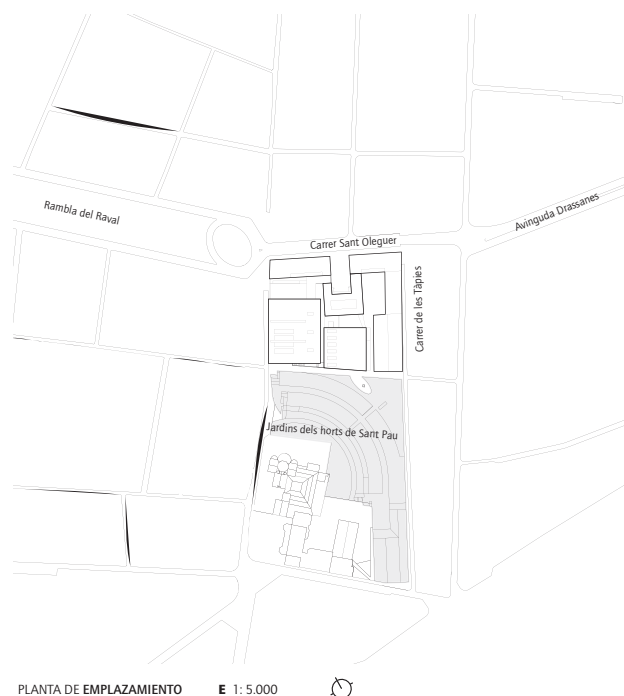 Rambla del Raval
Avinguda Drassanes
Carrer Sant Oleguer
Carrer de les Tàpies
Jardins dels horts de Sant Pau
PLANTA DE EMPLAZAMIENTO E 1: 5.000